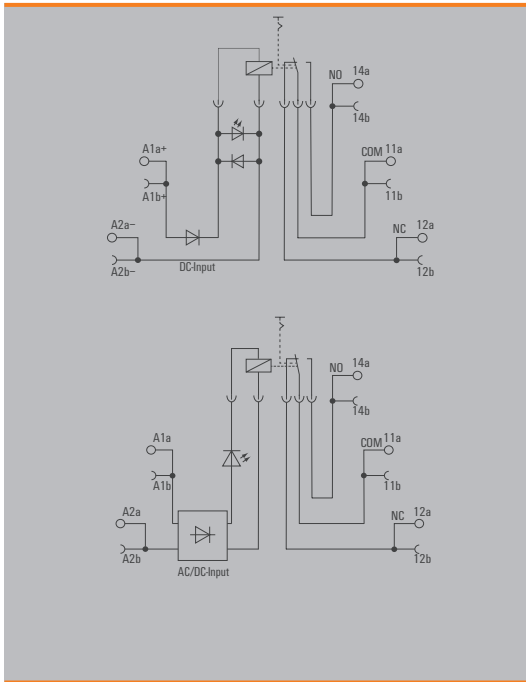 NO 14a
14b
A1a+
COM 11a
A1b+
11b
A2a–
NC 12a
A2b–
DC-Input
12b
NO 14a
14b
A1a
COM 11a
A1b
11b
A2a
NC 12a
A2b
12b
AC/DC-Input